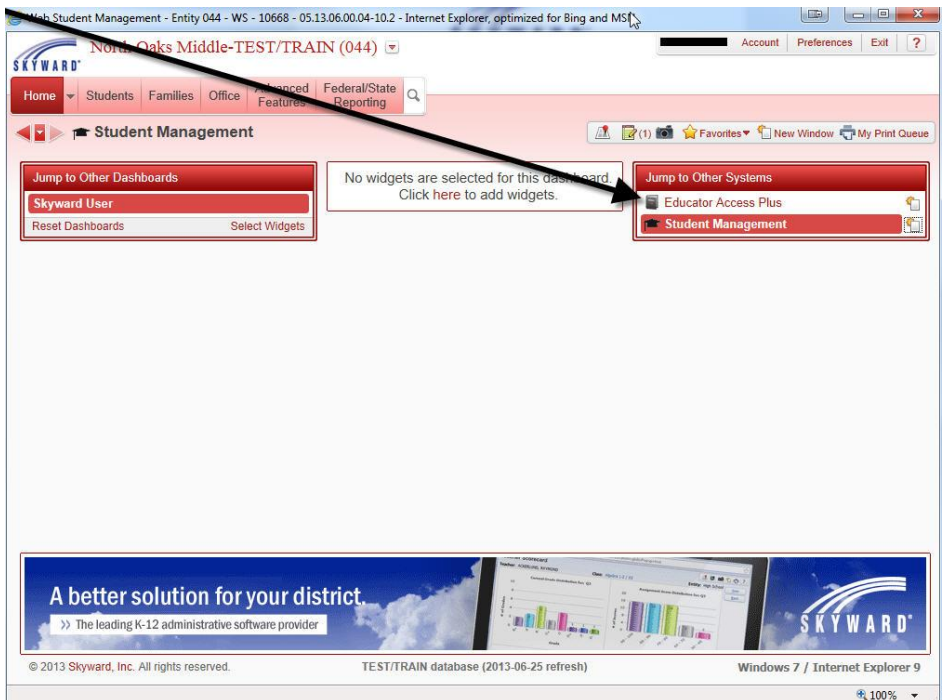 Web Student Management - Entity 044 - WS - 10668 - 05.13.06.00.04-10.2 - Internet Explorer, optimized for Bing and MSN
SKYWARD
North Oaks Middle-TEST/TRAIN (044)
Account Preferences Exit ?
Home Students Families Office Advanced Features Federal/State Reporting
Student Management
(1) Favorites New Window My Print Queue
Jump to Other Dashboards
Skyward User
Reset Dashboards Select Widgets
No widgets are selected for this dashboard.
Click here to add widgets.
Jump to Other Systems
Educator Access Plus
Student Management
A better solution for your district.
>> The leading K-12 administrative software provider
SKYWARD
© 2013 Skyward, Inc. All rights reserved. TEST/TRAIN database (2013-06-25 refresh) Windows 7 / Internet Explorer 9
100%